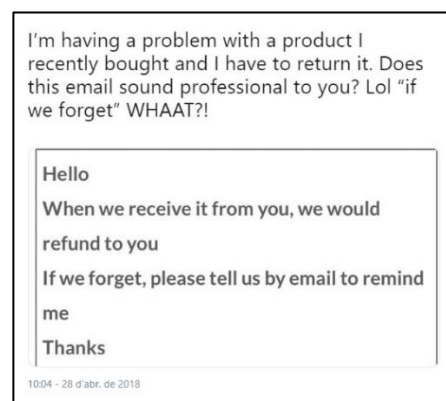 I'm having a problem with a product I
recently bought and I have to return it. Does
this email sound professional to you? Lol “if
we forget” WHAAT?!
Hello
When we receive it from you, we would
refund to you
If we forget, please tell us by email to remind
me
Thanks
10:04 - 28 d'abr. de 2018